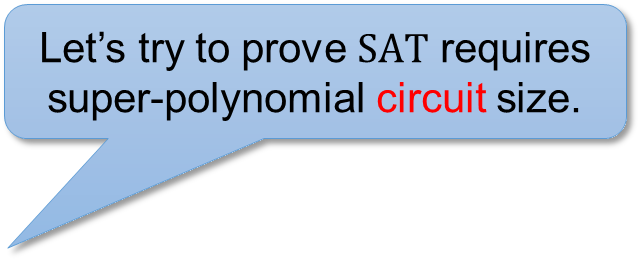 Let’s try to prove SAT requires
super-polynomial circuit size.